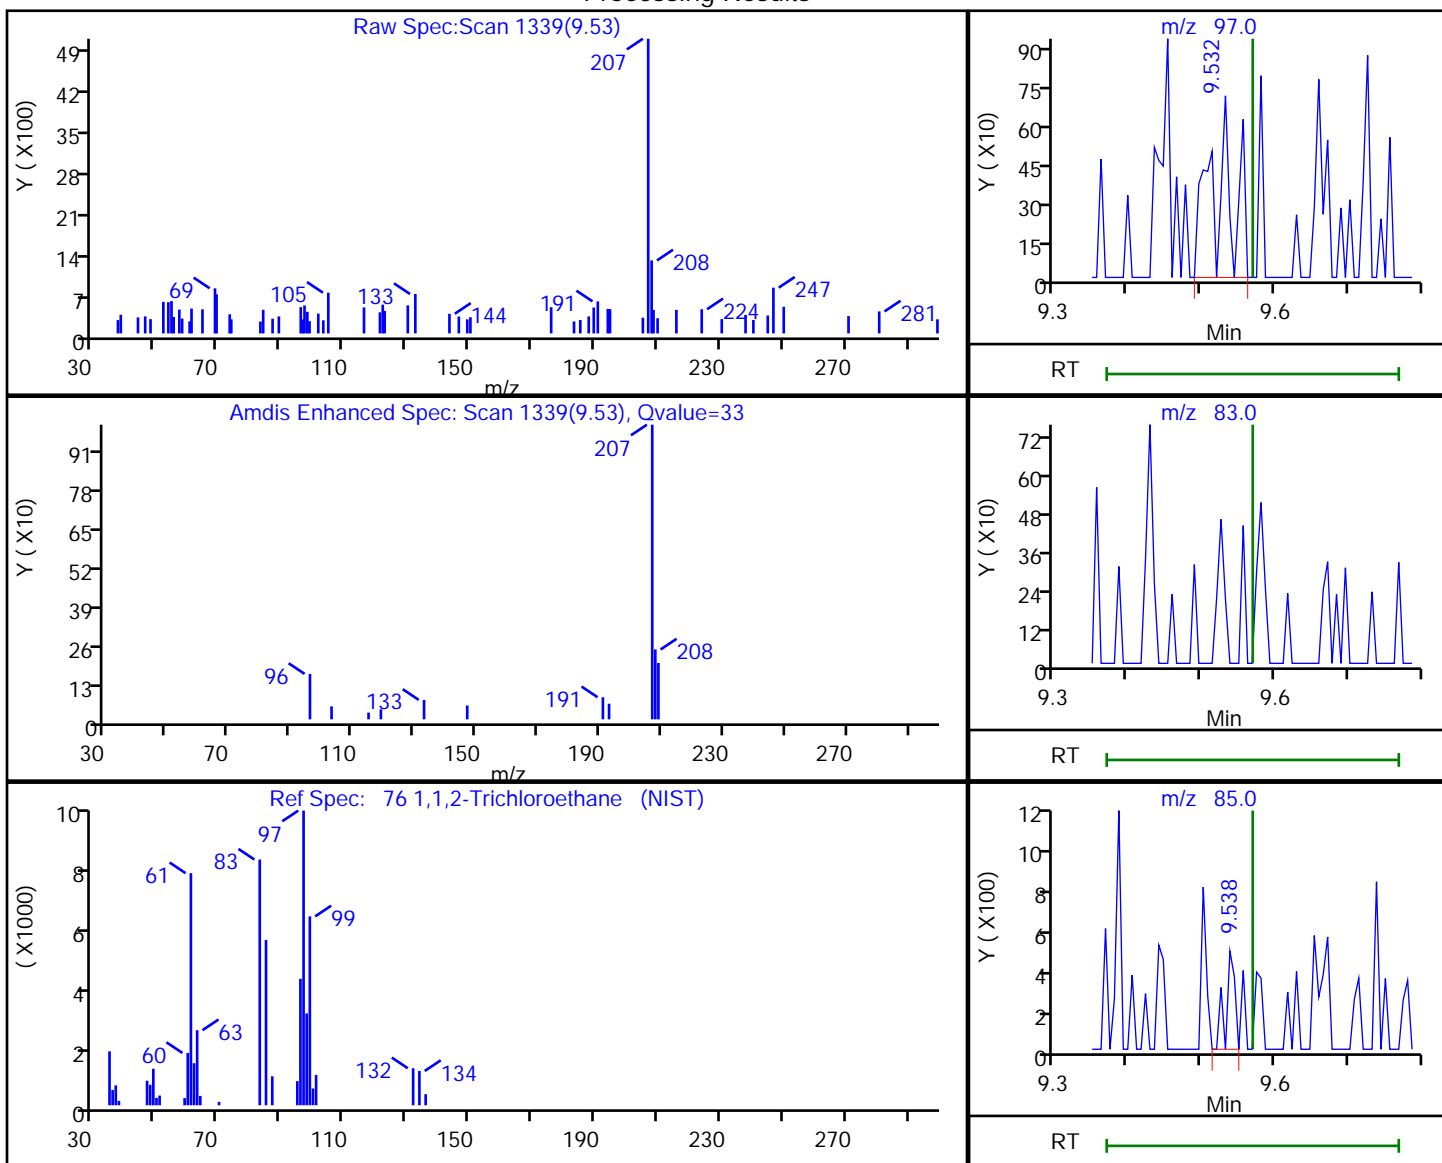 Processing Results
Raw Spec:Scan 1339(9.53)
Y ( X100)
49
42
35
28
21
14
7
0
207
208
69
105
133
144
191
224
247
281
30 70 110 150 190 230 270
m/z
m/z 97.0
Y ( X10)
90
75
60
45
30
15
0
9.532
9.3 9.6
Min
RT
Amdis Enhanced Spec: Scan 1339(9.53), Qvalue=33
Y ( X10)
91
78
65
52
39
26
13
0
207
208
96
133
191
30 70 110 150 190 230 270
m/z
m/z 83.0
Y ( X10)
72
60
48
36
24
12
0
9.3 9.6
Min
RT
Ref Spec: 76 1,1,2-Trichloroethane (NIST)
( X1000)
10
8
6
4
2
0
97
83
61
99
63
60
132
134
30 70 110 150 190 230 270
m/z 85.0
Y ( X100)
12
10
8
6
4
2
0
9.538
9.3 9.6
Min
RT